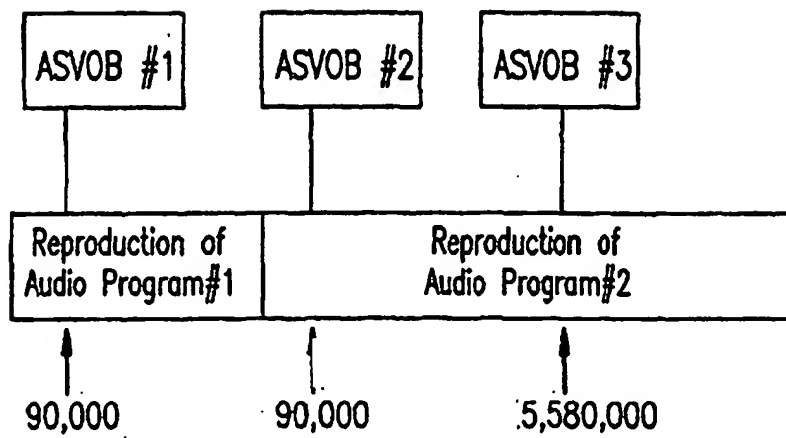 ASVOB #1
ASVOB #2
ASVOB #3
Reproduction of
Audio Program#1
Reproduction of
Audio Program#2
90,000
90,000
5,580,000